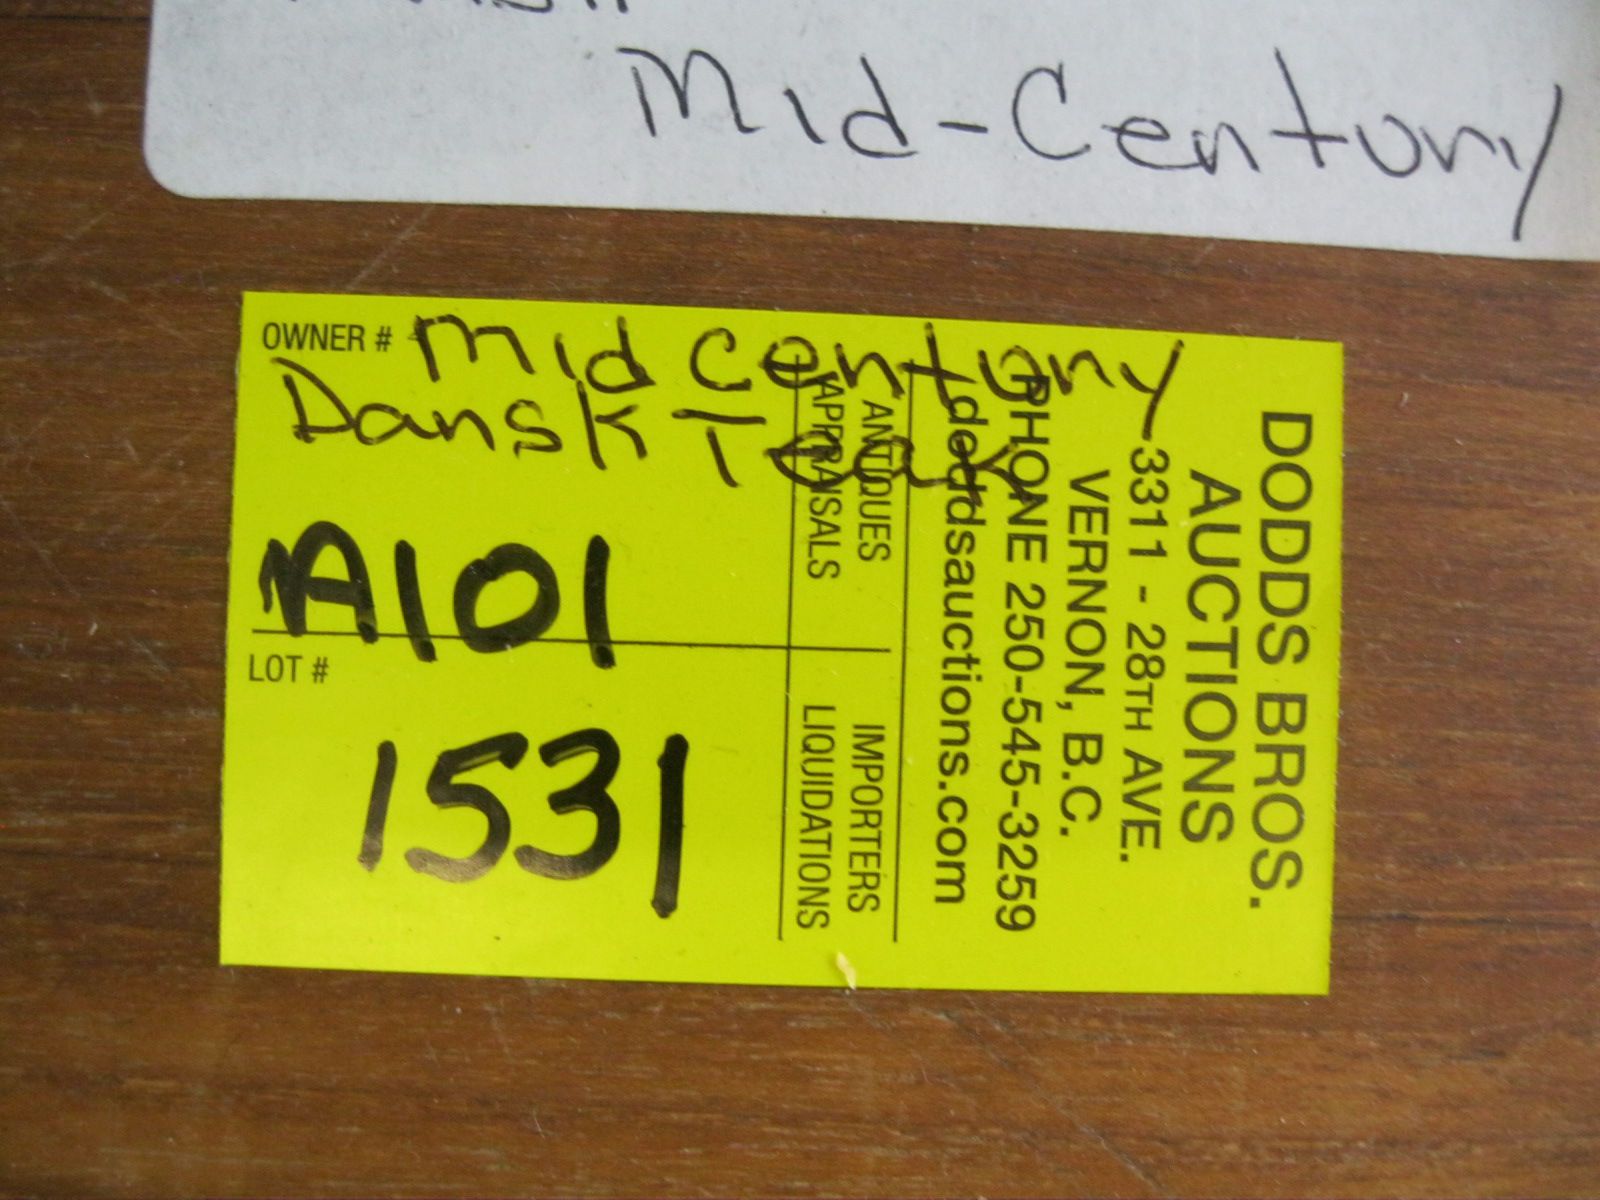 Mid-Century
OWNER # Mid Century
Dansk Teak
A101
LOT #
1531
DODDS BROS.
AUCTIONS
3311 - 28TH AVE.
VERNON, B.C.
PHONE 250-545-3259
doddsauctions.com
ANTIQUES
APPRAISALS
IMPORTERS
LIQUIDATIONS